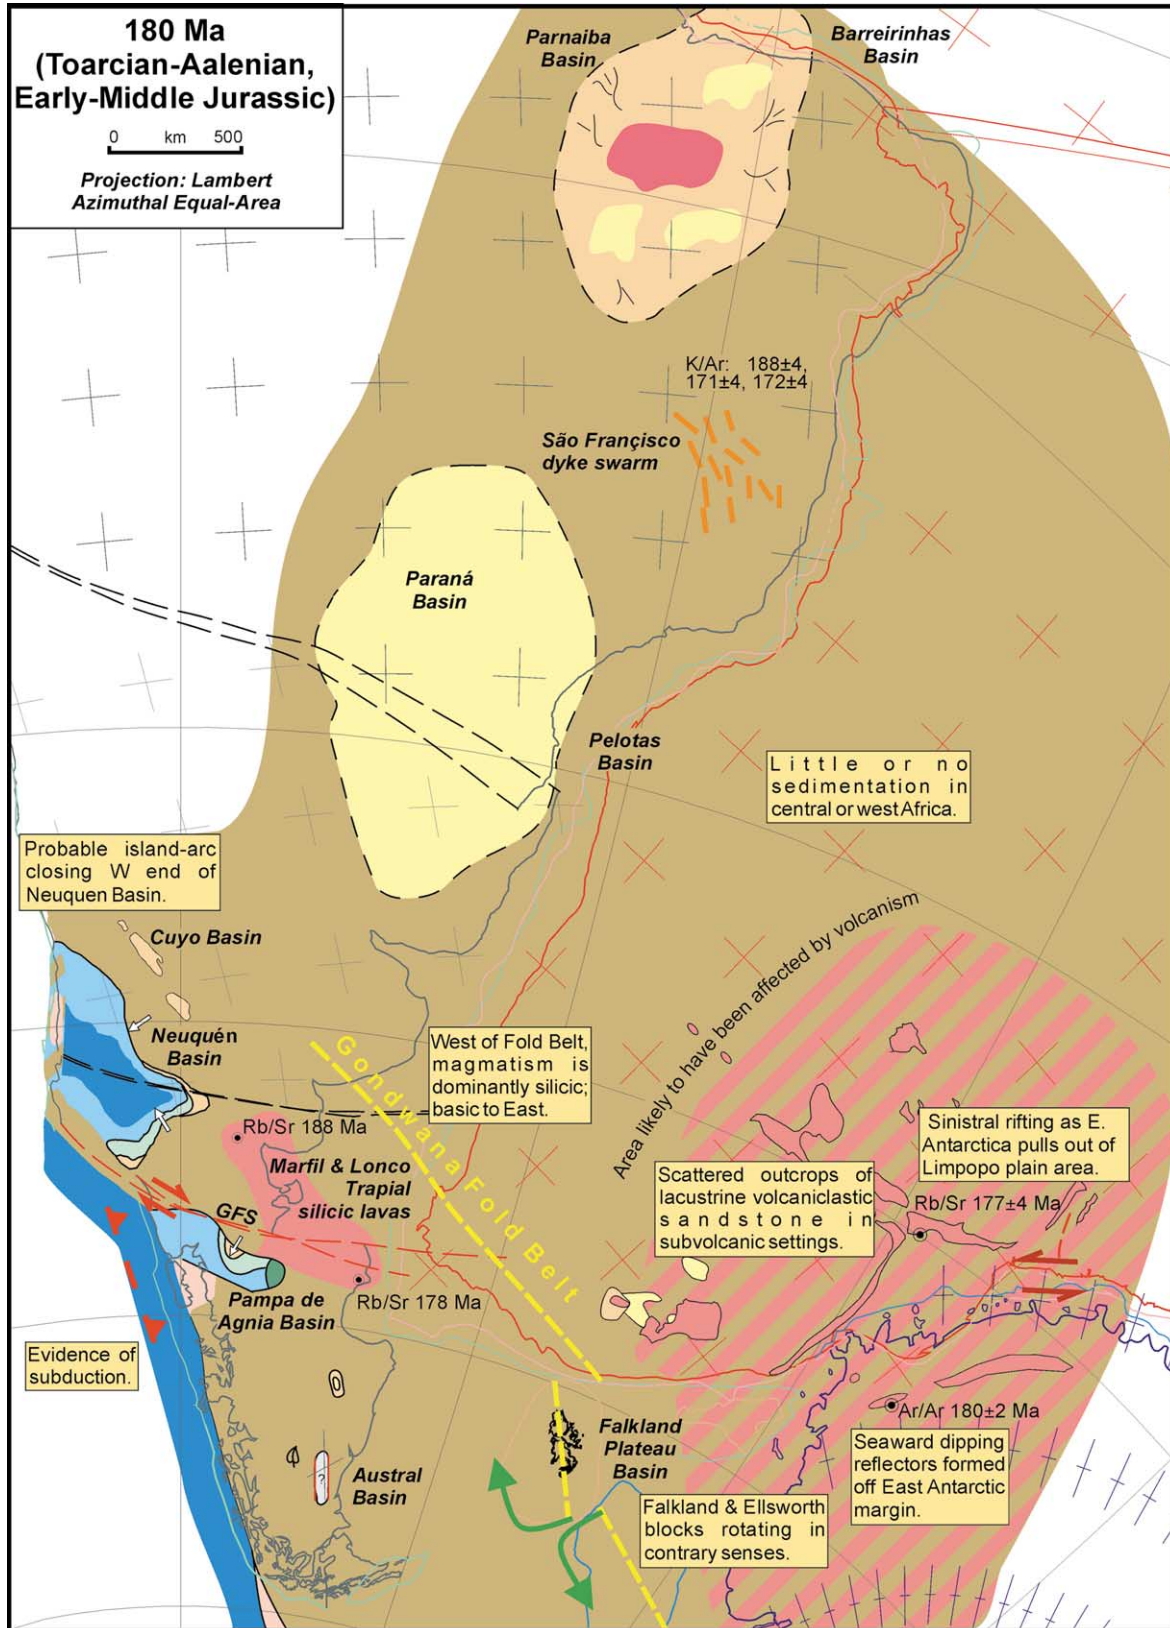 180 Ma
(Toarcian-Aalenian,
Early-Middle Jurassic)
0 km 500
Projection: Lambert
Azimuthal Equal-Area
Parnaiba
Basin
Barreirinhas
Basin
K/Ar: 188±4,
171±4, 172±4
São Françisco
dyke swarm
Paraná
Basin
Pelotas
Basin
Little or no
sedimentation in
central or west Africa.
Probable island-arc
closing W end of
Neuquen Basin.
Cuyo Basin
Neuquén
Basin
Gondwana Fold Belt
West of Fold Belt,
magmatism is
dominantly silicic;
basic to East.
Area likely to have been affected by volcanism
Rb/Sr 188 Ma
Marfil & Lonco
Trapial
silicic lavas
GFS
Rb/Sr 178 Ma
Pampa de
Agnia Basin
Scattered outcrops of
lacustrine volcaniclastic
sandstone in
subvolcanic settings.
Sinistral rifting as E.
Antarctica pulls out of
Limpopo plain area.
Rb/Sr 177±4 Ma
Evidence of
subduction.
Ar/Ar 180±2 Ma
Seaward dipping
reflectors formed
off East Antarctic
margin.
Falkland
Plateau
Basin
Austral
Basin
?
Falkland & Ellsworth
blocks rotating in
contrary senses.